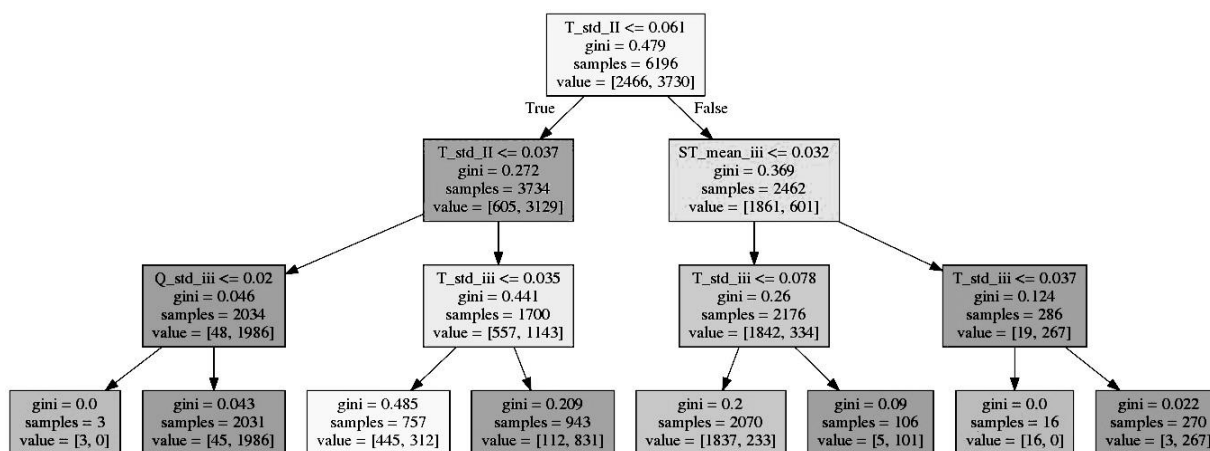 T_std_II <= 0.061
gini = 0.479
samples = 6196
value = [2466, 3730]
True
False
T_std_II <= 0.037
gini = 0.272
samples = 3734
value = [605, 3129]
ST_mean_iii <= 0.032
gini = 0.369
samples = 2462
value = [1861, 601]
Q_std_iii <= 0.02
gini = 0.046
samples = 2034
value = [48, 1986]
T_std_iii <= 0.035
gini = 0.441
samples = 1700
value = [557, 1143]
T_std_iii <= 0.078
gini = 0.26
samples = 2176
value = [1842, 334]
T_std_iii <= 0.037
gini = 0.124
samples = 286
value = [19, 267]
gini = 0.0
samples = 3
value = [3, 0]
gini = 0.043
samples = 2031
value = [45, 1986]
gini = 0.485
samples = 757
value = [445, 312]
gini = 0.209
samples = 943
value = [112, 831]
gini = 0.2
samples = 2070
value = [1837, 233]
gini = 0.09
samples = 106
value = [5, 101]
gini = 0.0
samples = 16
value = [16, 0]
gini = 0.022
samples = 270
value = [3, 267]